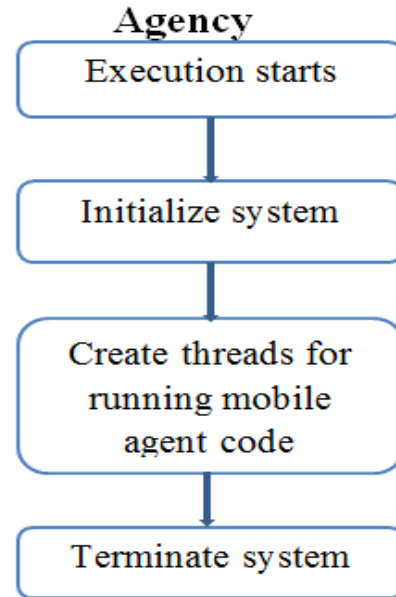 Agency
Execution starts
Initialize system
Create threads for
running mobile
agent code
Terminate system